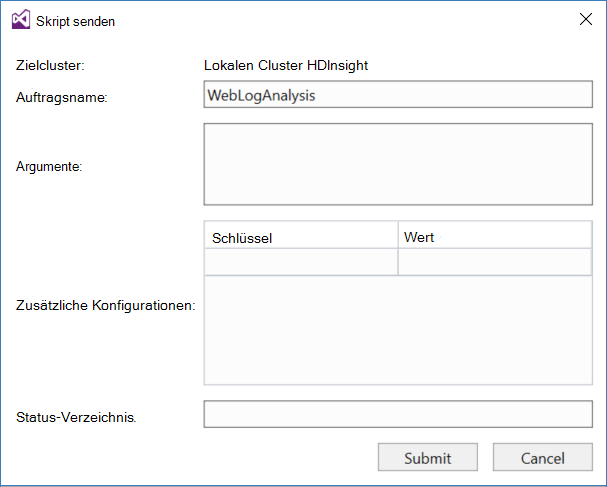 Skript senden
Zielcluster: Lokalen Cluster HDInsight
Auftragsname: WebLogAnalysis
Argumente:
Schlüssel Wert
Zusätzliche Konfigurationen:
Status-Verzeichnis.
Submit Cancel